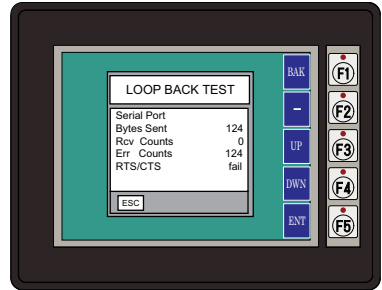 LOOP BACK TEST
Serial Port
Bytes Sent 124
Rcv Counts 0
Err Counts 124
RTS/CTS fail
ESC
BAK
–
UP
DWN
ENT
F1
F2
F3
F4
F5